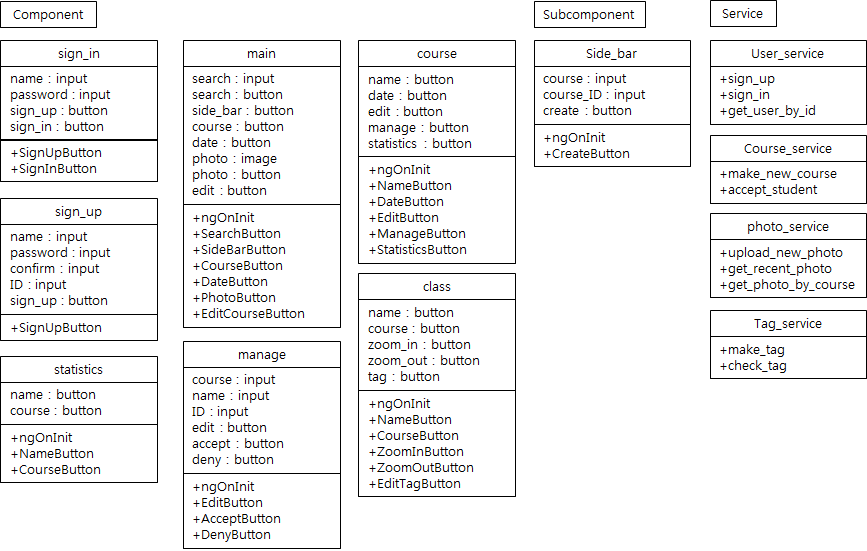 Component
sign_in
name : input
password : input
sign_up : button
sign_in : button
+SignUpButton
+SignInButton
sign_up
name : input
password : input
confirm : input
ID : input
sign_up : button
+SignUpButton
statistics
name : button
course : button
+ngOnInit
+NameButton
+CourseButton
main
search : input
search : button
side_bar : button
course : button
date : button
photo : image
photo : button
edit : button
+ngOnInit
+SearchButton
+SideBarButton
+CourseButton
+DateButton
+PhotoButton
+EditCourseButton
manage
course : input
name : input
ID : input
edit : button
accept : button
deny : button
+ngOnInit
+EditButton
+AcceptButton
+DenyButton
course
name : button
date : button
edit : button
manage : button
statistics : button
+ngOnInit
+NameButton
+DateButton
+EditButton
+ManageButton
+StatisticsButton
class
name : button
course : button
zoom_in : button
zoom_out : button
tag : button
+ngOnInit
+NameButton
+CourseButton
+ZoomInButton
+ZoomOutButton
+EditTagButton
Subcomponent
Side_bar
course : input
course_ID : input
create : button
+ngOnInit
+CreateButton
Service
User_service
+sign_up
+sign_in
+get_user_by_id
Course_service
+make_new_course
+accept_student
photo_service
+upload_new_photo
+get_recent_photo
+get_photo_by_course
Tag_service
+make_tag
+check_tag